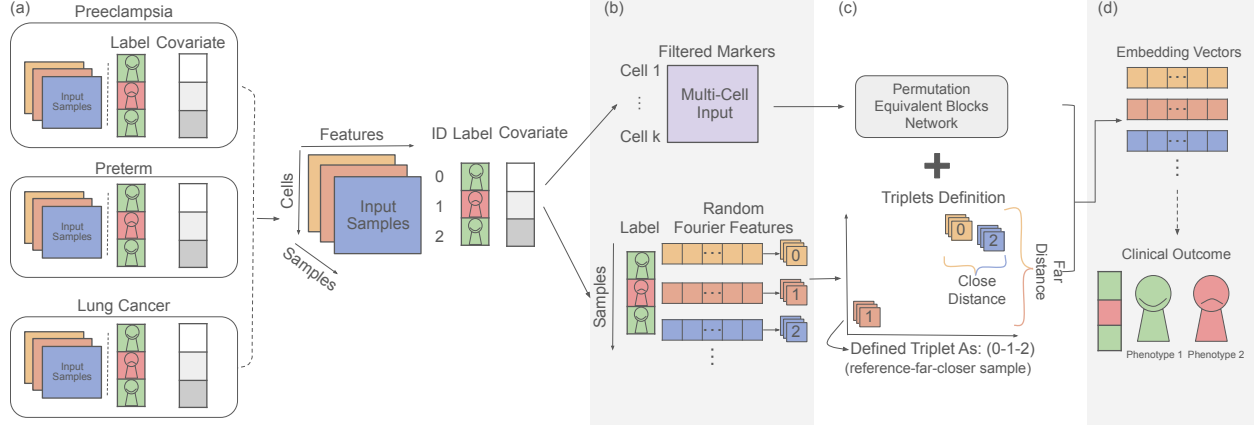 (a)
Preeclampsia
Label Covariate
Input
Samples
Preterm
Input
Samples
Lung Cancer
Label Covariate
Input
Samples
Features
ID Label Covariate
Cells
Input
Samples
0
1
2
Samples
(b)
Filtered Markers
Cell 1
⋮
Cell k
Multi-Cell
Input
Label
Random
Fourier Features
Samples
...
0
...
1
...
2
⋮
(c)
Permutation
Equivalent Blocks
Network
+
Triplets Definition
0
2
Close
Distance
Far
Distance
1
Defined Triplet As: (0-1-2)
(reference-far-closer sample)
(d)
Embedding Vectors
...
...
...
⋮
Clinical Outcome
Phenotype 1
Phenotype 2